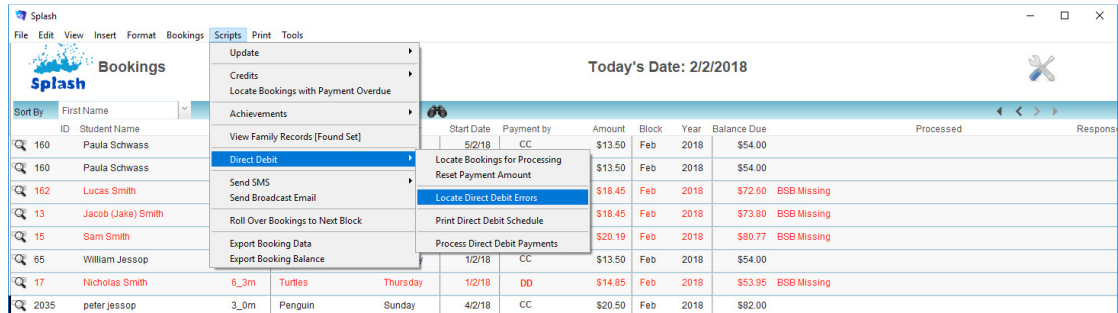 Splash
File Edit View Insert Format Bookings Scripts Print Tools
Splash
Bookings
Today's Date: 2/2/2018
Sort By First Name
ID Student Name Start Date Payment by Amount Block Year Balance Due Processed Respons
160 Paula Schwass 5/2/18 CC $13.50 Feb 2018 $54.00
160 Paula Schwass $13.50 Feb 2018 $54.00
162 Lucas Smith $18.45 Feb 2018 $72.60 BSB Missing
13 Jacob (Jake) Smith $18.45 Feb 2018 $73.80 BSB Missing
15 Sam Smith $20.19 Feb 2018 $80.77 BSB Missing
65 William Jessop y 1/2/18 CC $13.50 Feb 2018 $54.00
17 Nicholas Smith 6_3m Turtles Thursday 1/2/18 DD $14.85 Feb 2018 $53.95 BSB Missing
2035 peter jessop 3_0m Penguin Sunday 4/2/18 CC $20.50 Feb 2018 $82.00
Update
Credits
Locate Bookings with Payment Overdue
Achievements
View Family Records [Found Set]
Direct Debit
Send SMS
Send Broadcast Email
Roll Over Bookings to Next Block
Export Booking Data
Export Booking Balance
Locate Bookings for Processing
Reset Payment Amount
Locate Direct Debit Errors
Print Direct Debit Schedule
Process Direct Debit Payments